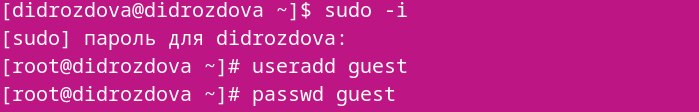 [didrozdova@didrozdova ~]$ sudo -i
[sudo] пароль для didrozdova:
[root@didrozdova ~]# useradd guest
[root@didrozdova ~]# passwd guest